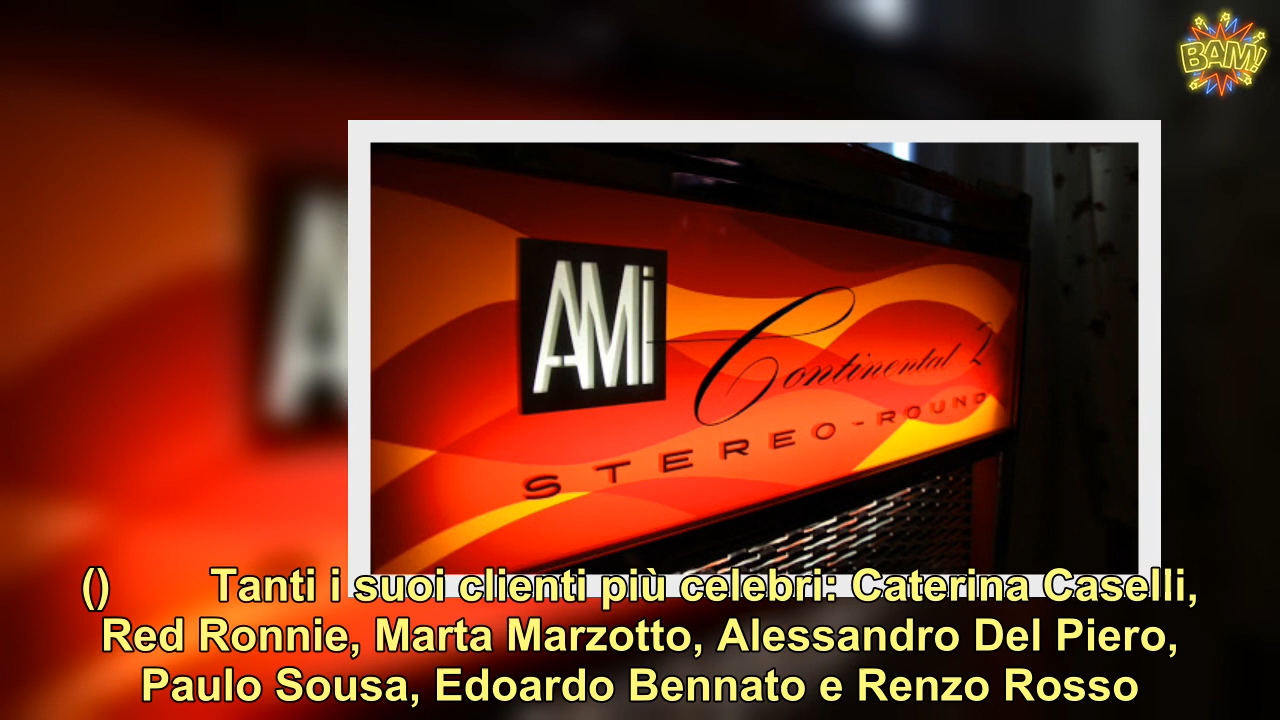 BAM!
AMi
Continental 2
STEREO-ROUND
() Tanti i suoi clienti più celebri: Caterina Caselli,
Red Ronnie, Marta Marzotto, Alessandro Del Piero,
Paulo Sousa, Edoardo Bennato e Renzo Rosso